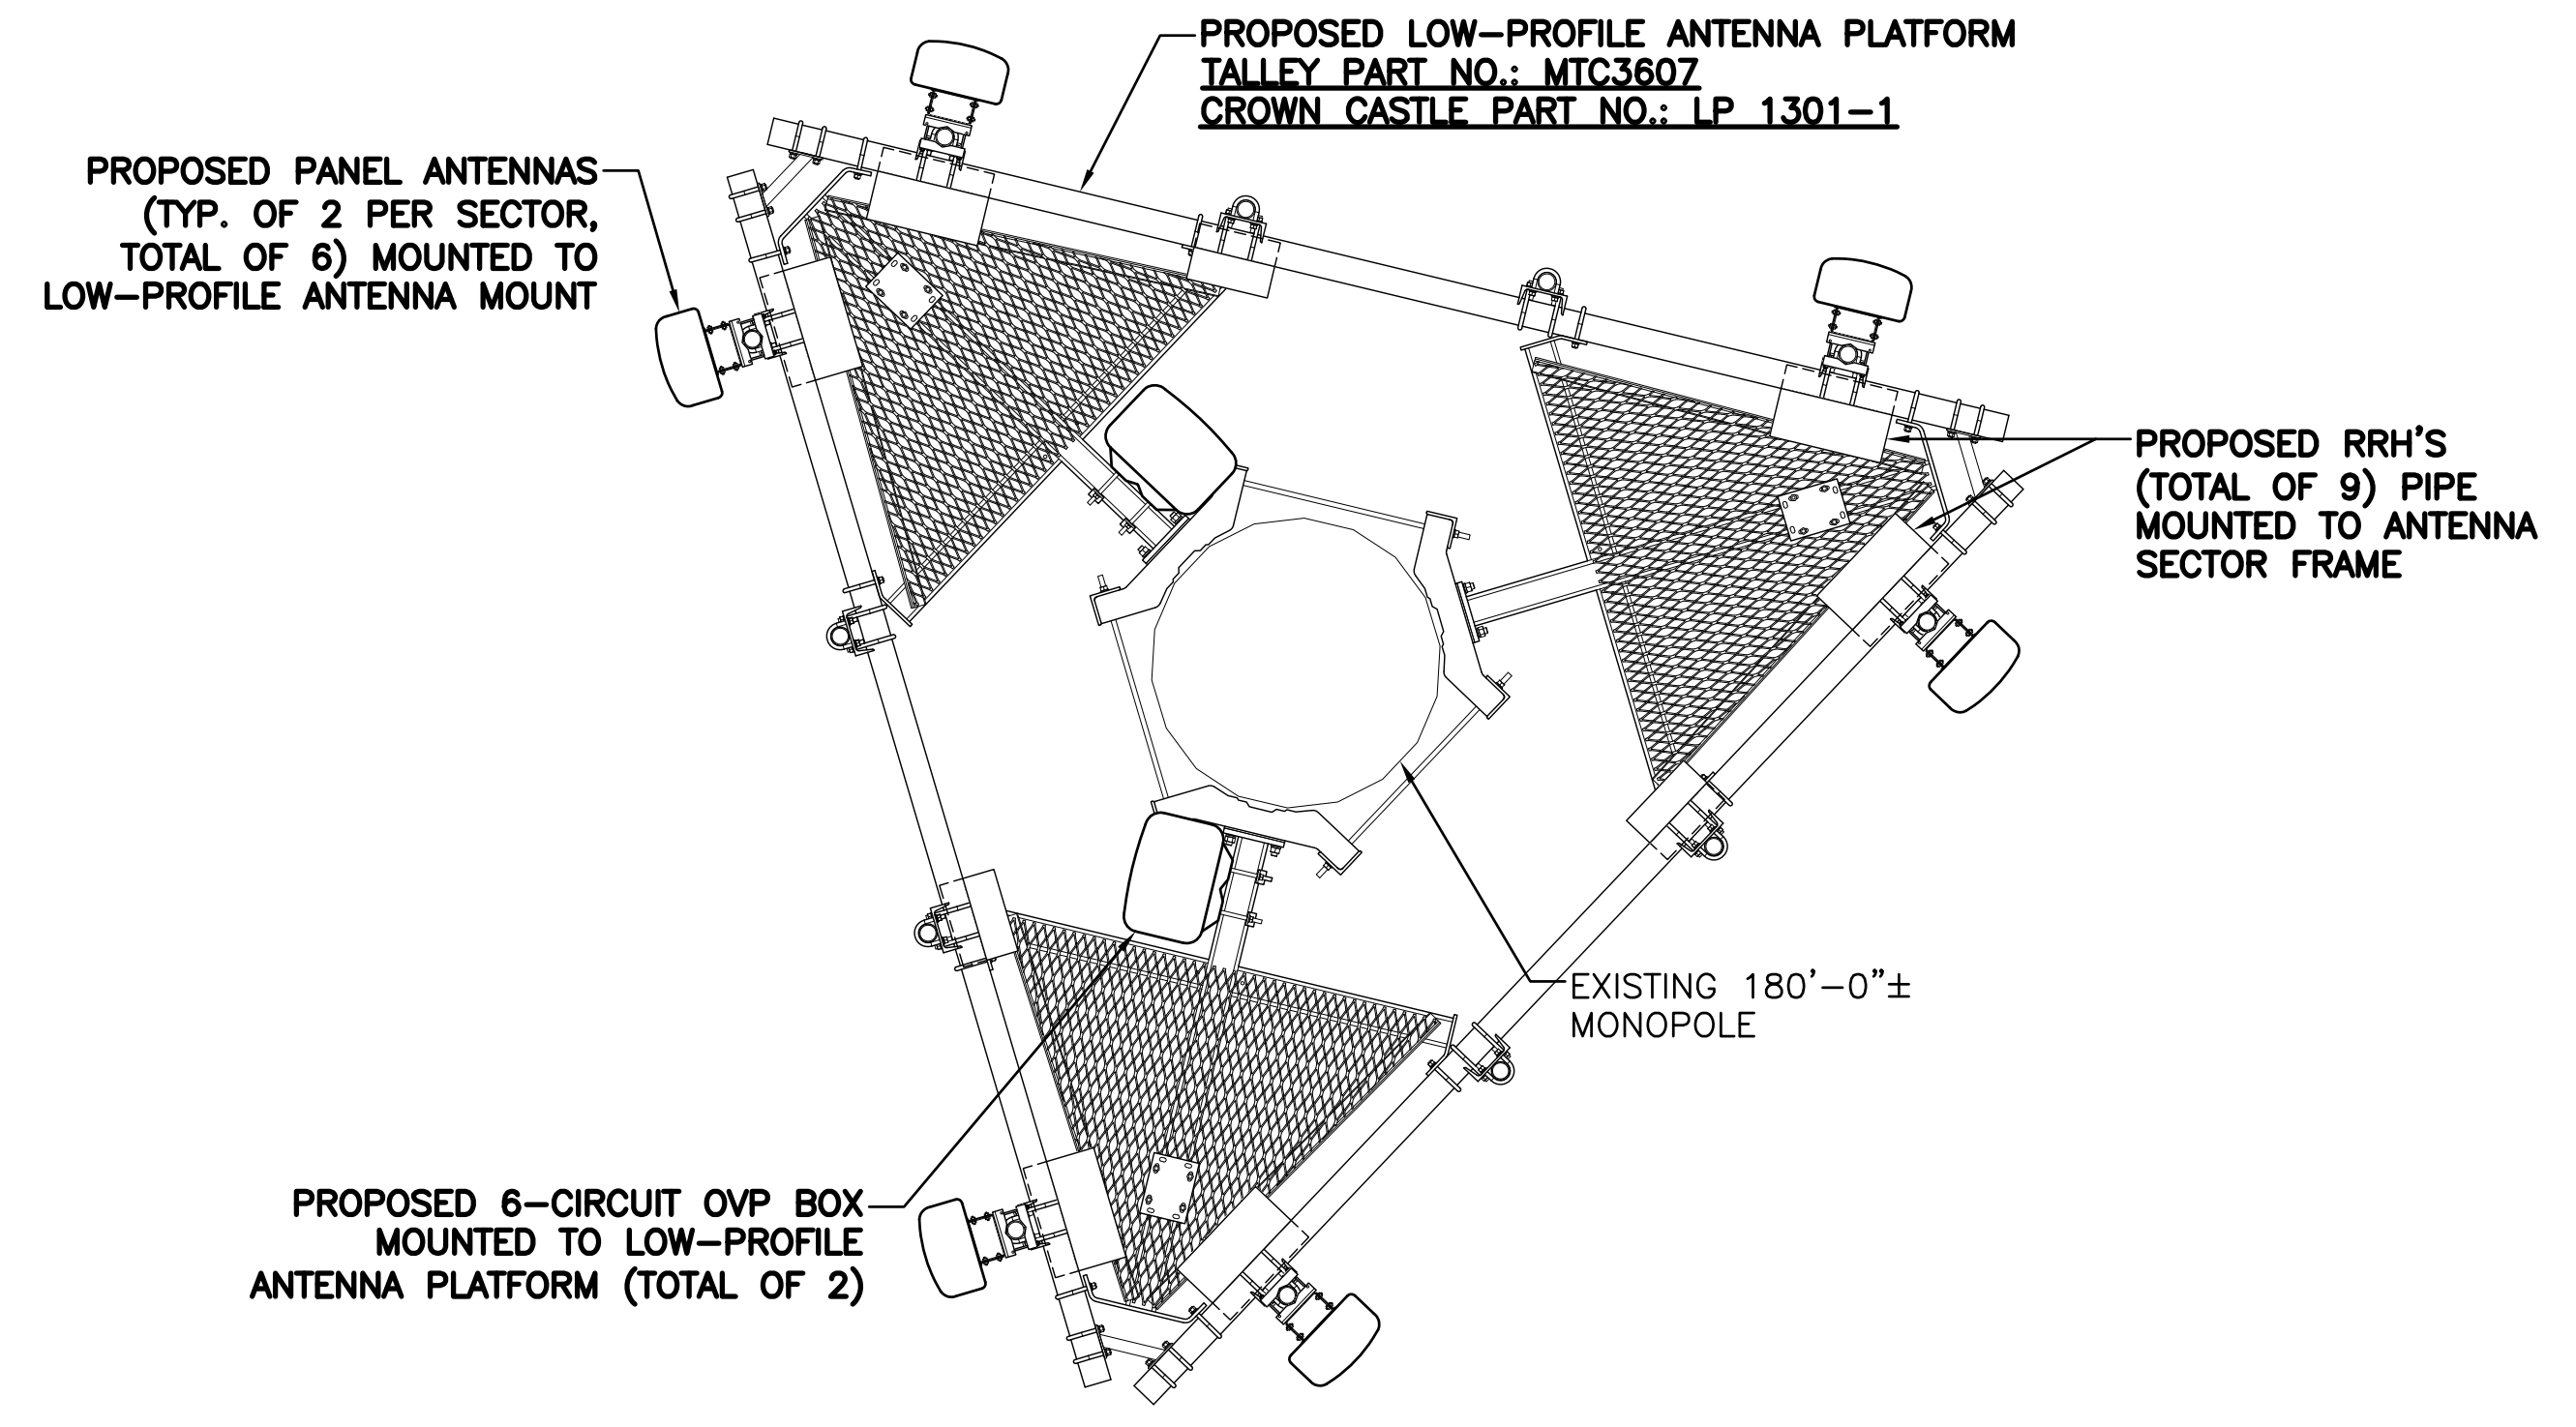 PROPOSED LOW-PROFILE ANTENNA PLATFORM
TALLEY PART NO.: MTC3607
CROWN CASTLE PART NO.: LP 1301-1
PROPOSED PANEL ANTENNAS
(TYP. OF 2 PER SECTOR,
TOTAL OF 6) MOUNTED TO
LOW-PROFILE ANTENNA MOUNT
PROPOSED RRH'S
(TOTAL OF 9) PIPE
MOUNTED TO ANTENNA
SECTOR FRAME
EXISTING 180'-0"±
MONOPOLE
PROPOSED 6-CIRCUIT OVP BOX
MOUNTED TO LOW-PROFILE
ANTENNA PLATFORM (TOTAL OF 2)